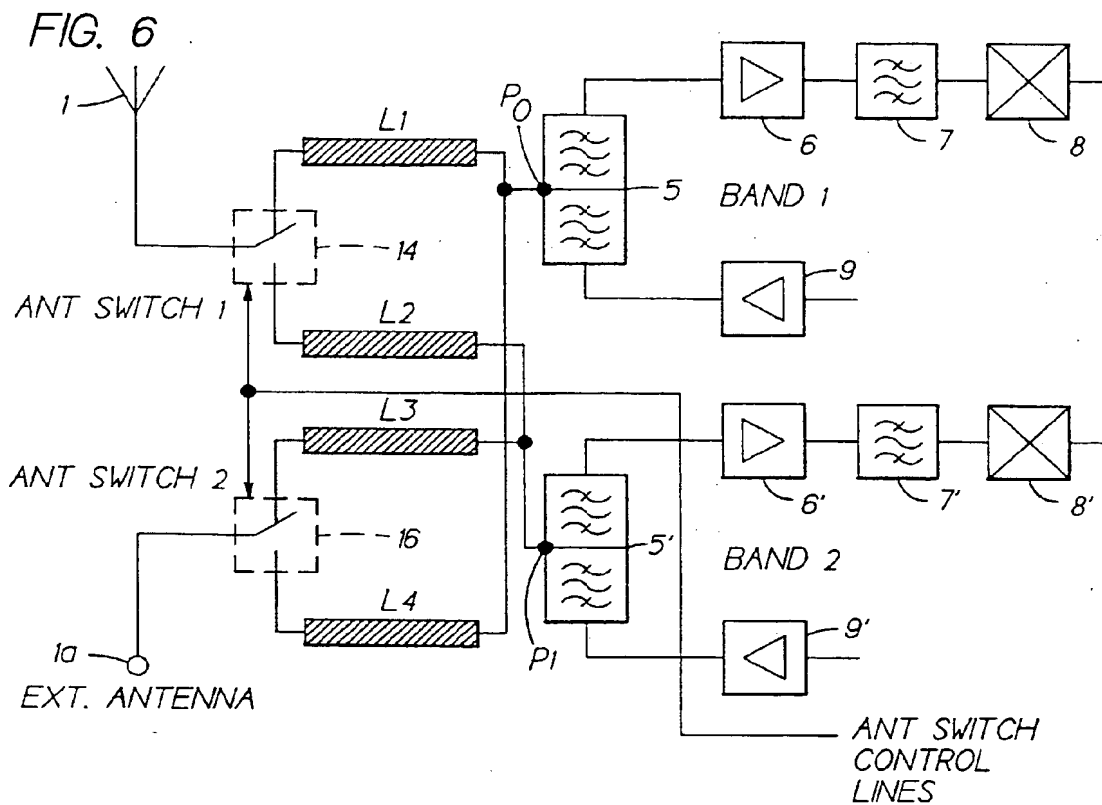 FIG. 6
1
L1
P0
5
6
7
8
BAND 1
14
9
ANT SWITCH 1
L2
L3
ANT SWITCH 2
16
6'
7'
8'
5'
BAND 2
L4
P1
9'
1a
EXT. ANTENNA
ANT SWITCH
CONTROL
LINES